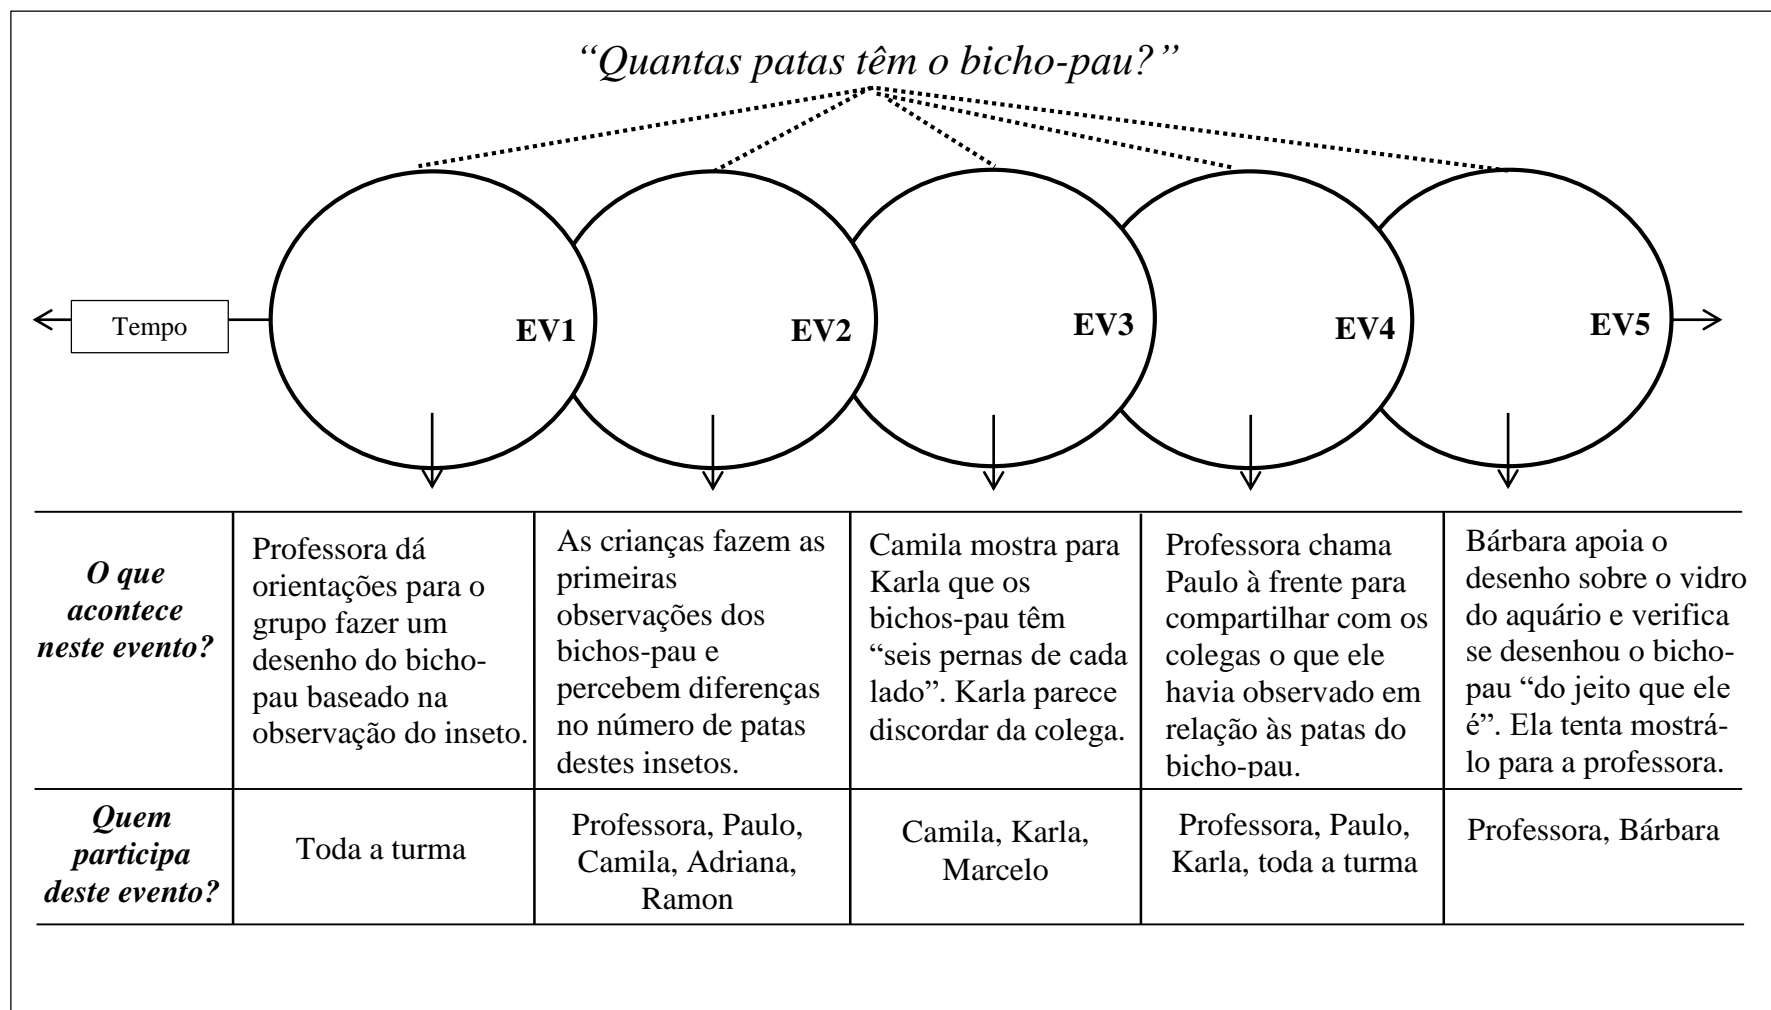 “Quantas patas têm o bicho-pau?”
Tempo
EV1
EV2
EV3
EV4
EV5
O que
acontece
neste evento?
Professora dá
orientações para o
grupo fazer um
desenho do bicho-
pau baseado na
observação do inseto.
As crianças fazem as
primeiras
observações dos
bichos-pau e
percebem diferenças
no número de patas
destes insetos.
Camila mostra para
Karla que os
bichos-pau têm
“seis pernas de cada
lado”. Karla parece
discordar da colega.
Professora chama
Paulo à frente para
compartilhar com os
colegas o que ele
havia observado em
relação às patas do
bicho-pau.
Bárbara apoia o
desenho sobre o vidro
do aquário e verifica
se desenhou o bicho-
pau “do jeito que ele
é”. Ela tenta mostrá-
lo para a professora.
Quem
participa
deste evento?
Toda a turma
Professora, Paulo,
Camila, Adriana,
Ramon
Camila, Karla,
Marcelo
Professora, Paulo,
Karla, toda a turma
Professora, Bárbara